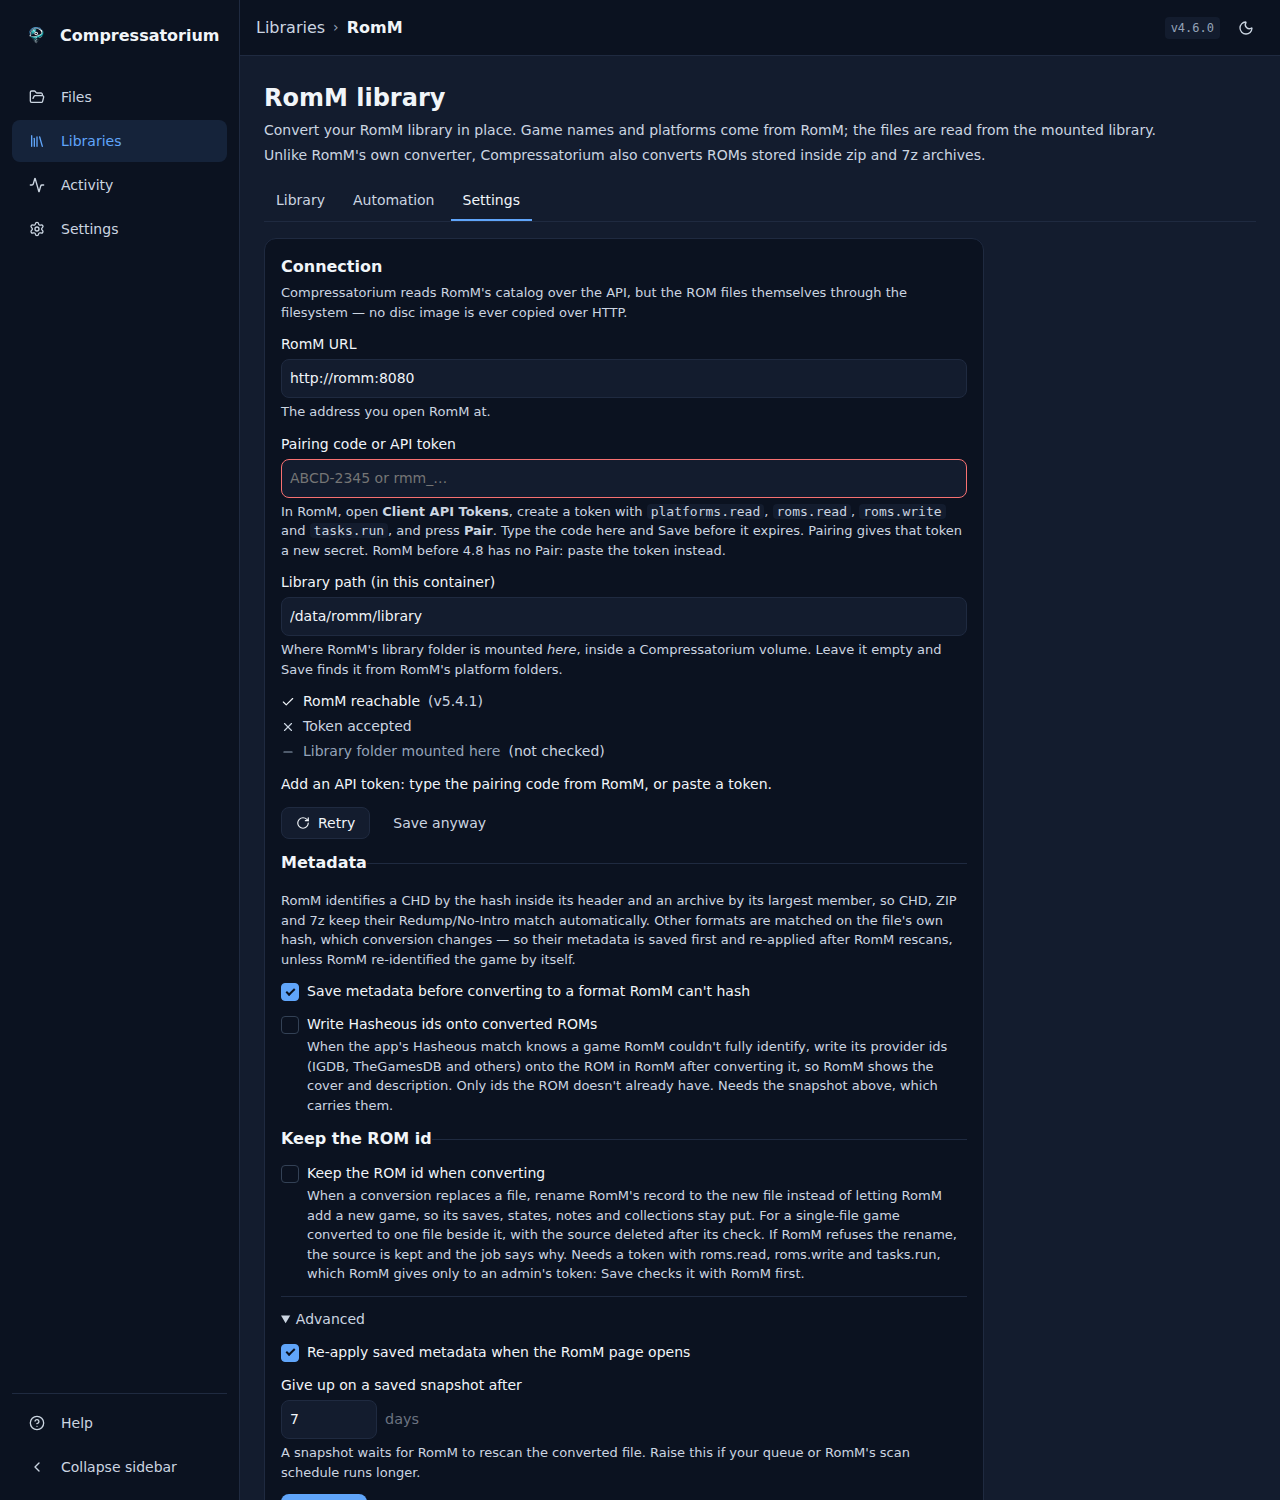 Compressatorium
Libraries › RomM
v4.6.0
Files
Libraries
Activity
Settings
Help
Collapse sidebar
RomM library
Convert your RomM library in place. Game names and platforms come from RomM; the files are read from the mounted library.
Unlike RomM's own converter, Compressatorium also converts ROMs stored inside zip and 7z archives.
Library Automation Settings
Connection
Compressatorium reads RomM's catalog over the API, but the ROM files themselves through the
filesystem — no disc image is ever copied over HTTP.
RomM URL
http://romm:8080
The address you open RomM at.
Pairing code or API token
ABCD-2345 or rmm_...
In RomM, open Client API Tokens, create a token with platforms.read, roms.read, roms.write
and tasks.run, and press Pair. Type the code here and Save before it expires. Pairing gives that token
a new secret. RomM before 4.8 has no Pair: paste the token instead.
Library path (in this container)
/data/romm/library
Where RomM's library folder is mounted here, inside a Compressatorium volume. Leave it empty and
Save finds it from RomM's platform folders.
RomM reachable (v5.4.1)
Token accepted
Library folder mounted here (not checked)
Add an API token: type the pairing code from RomM, or paste a token.
Retry Save anyway
Metadata
RomM identifies a CHD by the hash inside its header and an archive by its largest member, so CHD, ZIP
and 7z keep their Redump/No-Intro match automatically. Other formats are matched on the file's own
hash, which conversion changes — so their metadata is saved first and re-applied after RomM rescans,
unless RomM re-identified the game by itself.
Save metadata before converting to a format RomM can't hash
Write Hasheous ids onto converted ROMs
When the app's Hasheous match knows a game RomM couldn't fully identify, write its provider ids
(IGDB, TheGamesDB and others) onto the ROM in RomM after converting it, so RomM shows the
cover and description. Only ids the ROM doesn't already have. Needs the snapshot above, which
carries them.
Keep the ROM id
Keep the ROM id when converting
When a conversion replaces a file, rename RomM's record to the new file instead of letting RomM
add a new game, so its saves, states, notes and collections stay put. For a single-file game
converted to one file beside it, with the source deleted after its check. If RomM refuses the rename,
the source is kept and the job says why. Needs a token with roms.read, roms.write and tasks.run,
which RomM gives only to an admin's token: Save checks it with RomM first.
Advanced
Re-apply saved metadata when the RomM page opens
Give up on a saved snapshot after
7 days
A snapshot waits for RomM to rescan the converted file. Raise this if your queue or RomM's scan
schedule runs longer.